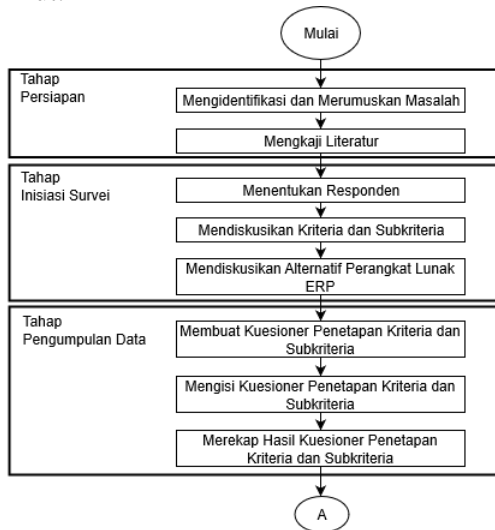 Mulai
Tahap
Persiapan
Mengidentifikasi dan Merumuskan Masalah
Mengkaji Literatur
Tahap
Inisiasi Survei
Menentukan Responden
Mendiskusikan Kriteria dan Subkriteria
Mendiskusikan Alternatif Perangkat Lunak
ERP
Tahap
Pengumpulan Data
Membuat Kuesioner Penetapan Kriteria dan
Subkriteria
Mengisi Kuesioner Penetapan Kriteria dan
Subkriteria
Merekap Hasil Kuesioner Penetapan
Kriteria dan Subkriteria
A